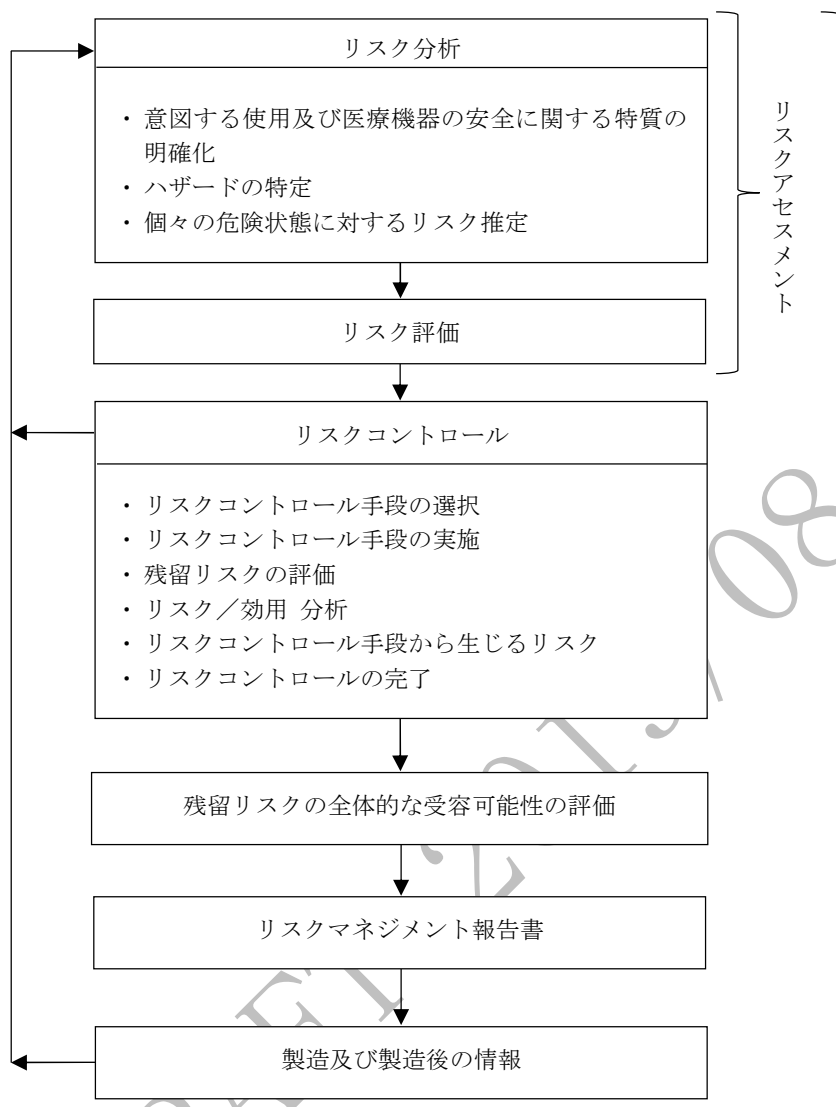 リスク分析
・ 意図する使用及び医療機器の安全に関する特質の
明確化
・ ハザードの特定
・ 個々の危険状態に対するリスク推定
リスクアセスメント
リスク評価
リスクコントロール
・ リスクコントロール手段の選択
・ リスクコントロール手段の実施
・ 残留リスクの評価
・ リスク／効用 分析
・ リスクコントロール手段から生じるリスク
・ リスクコントロールの完了
残留リスクの全体的な受容可能性の評価
リスクマネジメント報告書
製造及び製造後の情報